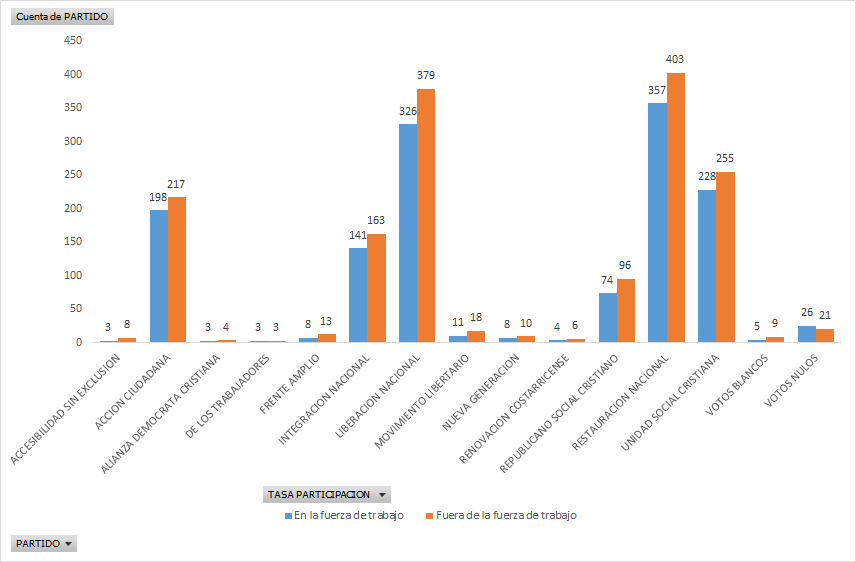 Cuenta de PARTIDO
450
400
350
300
250
200
150
100
50
0
3 8
198 217
3 4
3 3
8 13
141 163
326 379
11 18
8 10
4 6
74 96
357 403
228 255
5 9
26 21
ACCESIBILIDAD SIN EXCLUSION
ACCION CIUDADANA
ALIANZA DEMOCRATA CRISTIANA
DE LOS TRABAJADORES
FRENTE AMPLIO
INTEGRACION NACIONAL
LIBERACION NACIONAL
MOVIMIENTO LIBERTARIO
NUEVA GENERACION
RENOVACION COSTARRICENSE
REPUBLICANO SOCIAL CRISTIANO
RESTAURACION NACIONAL
UNIDAD SOCIAL CRISTIANA
VOTOS BLANCOS
VOTOS NULOS
TASA PARTICIPACION
En la fuerza de trabajo Fuera de la fuerza de trabajo
PARTIDO